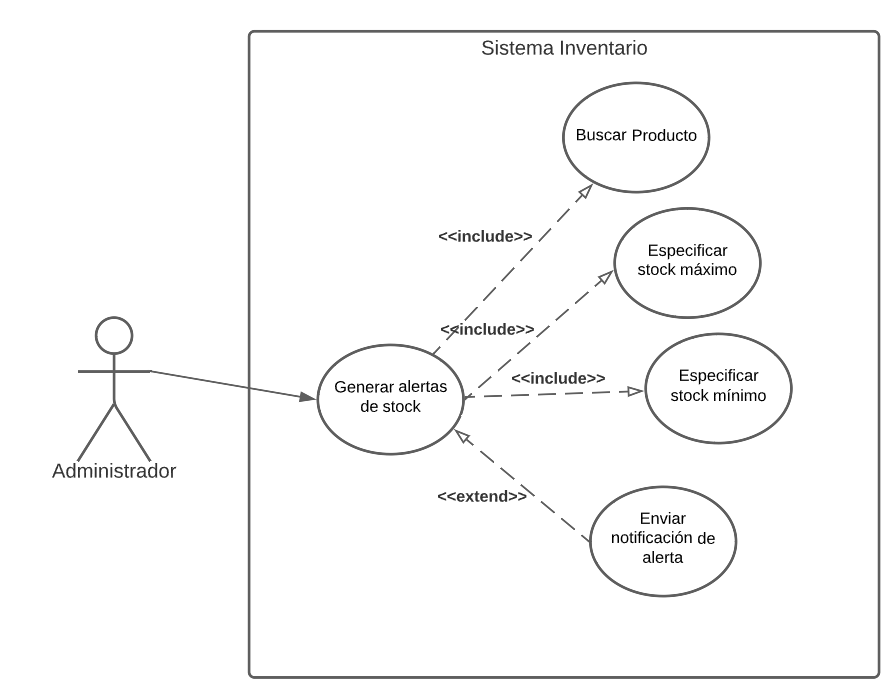 Sistema Inventario
Buscar Producto
<<include>>
Especificar
stock máximo
<<include>>
Generar alertas
de stock
<<include>>
Especificar
stock mínimo
Administrador
<<extend>>
Enviar
notificación de
alerta